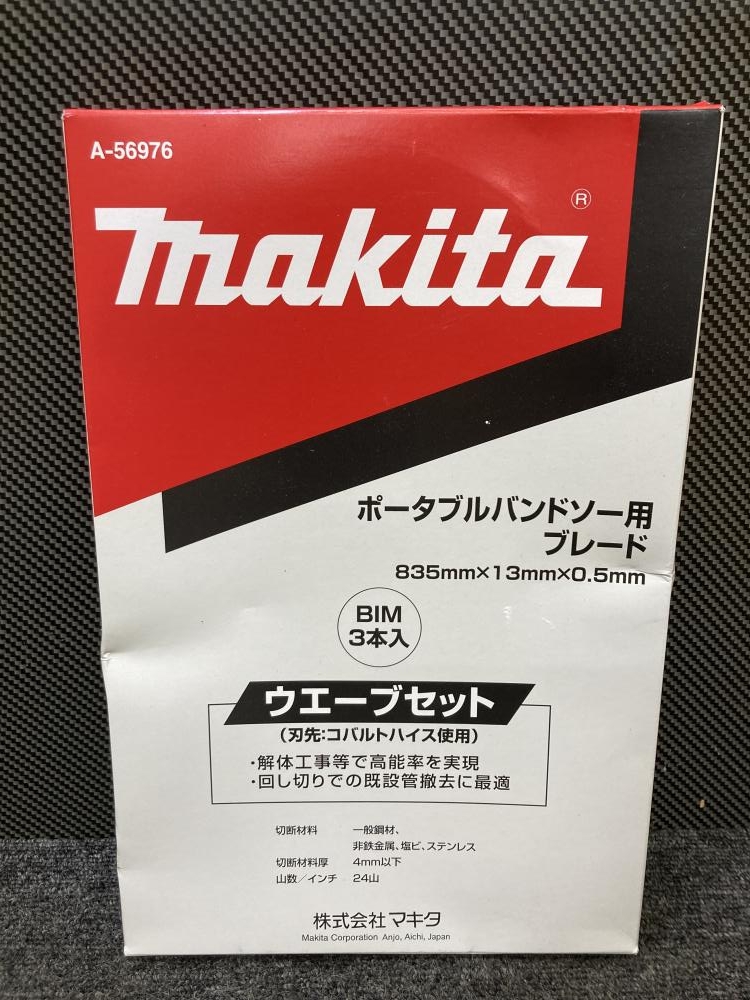 A-56976
makita®
ポータブルバンドソー用
ブレード
835mm×13mm×0.5mm
BIM
3本入
ウエーブセット
(刃先:コバルトハイス使用)
・解体工事等で高能率を実現
・回し切りでの既設管撤去に最適
切断材料 一般鋼材、
非鉄金属、塩ビ、ステンレス
切断材料厚 4mm以下
山数/インチ 24山
株式会社マキタ
Makita Corporation Anjo, Aichi, Japan